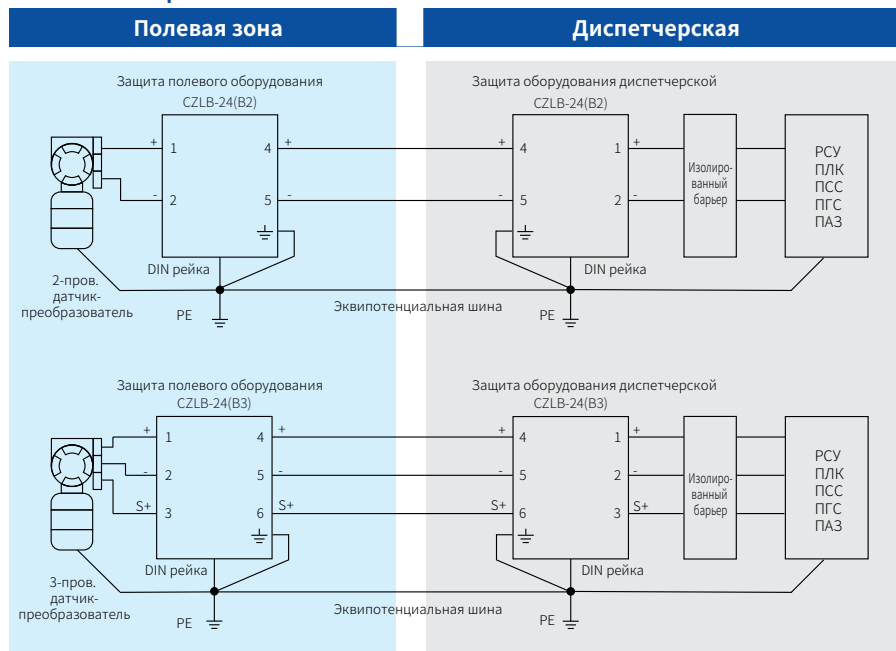 Полевая зона
Диспетчерская
Защита полевого оборудования
CZLB-24(B2)
Защита оборудования диспетчерской
CZLB-24(B2)
+ 1 4 + + 4 1 +
- 2 5 - - 5 2 -
Изолиро-
ванный
барьер
РСУ
ПЛК
ПСС
ПГС
ПАЗ
DIN рейка
DIN рейка
2-пров.
датчик-
преобразователь
PE
Эквипотенциальная шина
PE
Защита полевого оборудования
CZLB-24(B3)
Защита оборудования диспетчерской
CZLB-24(B3)
+ 1 4 + + 4 1 +
- 2 5 - - 5 2 -
S+ 3 6 S+ S+ 6 3 S+
Изолиро-
ванный
барьер
РСУ
ПЛК
ПСС
ПГС
ПАЗ
DIN рейка
DIN рейка
3-пров.
датчик-
преобразователь
PE
Эквипотенциальная шина
PE